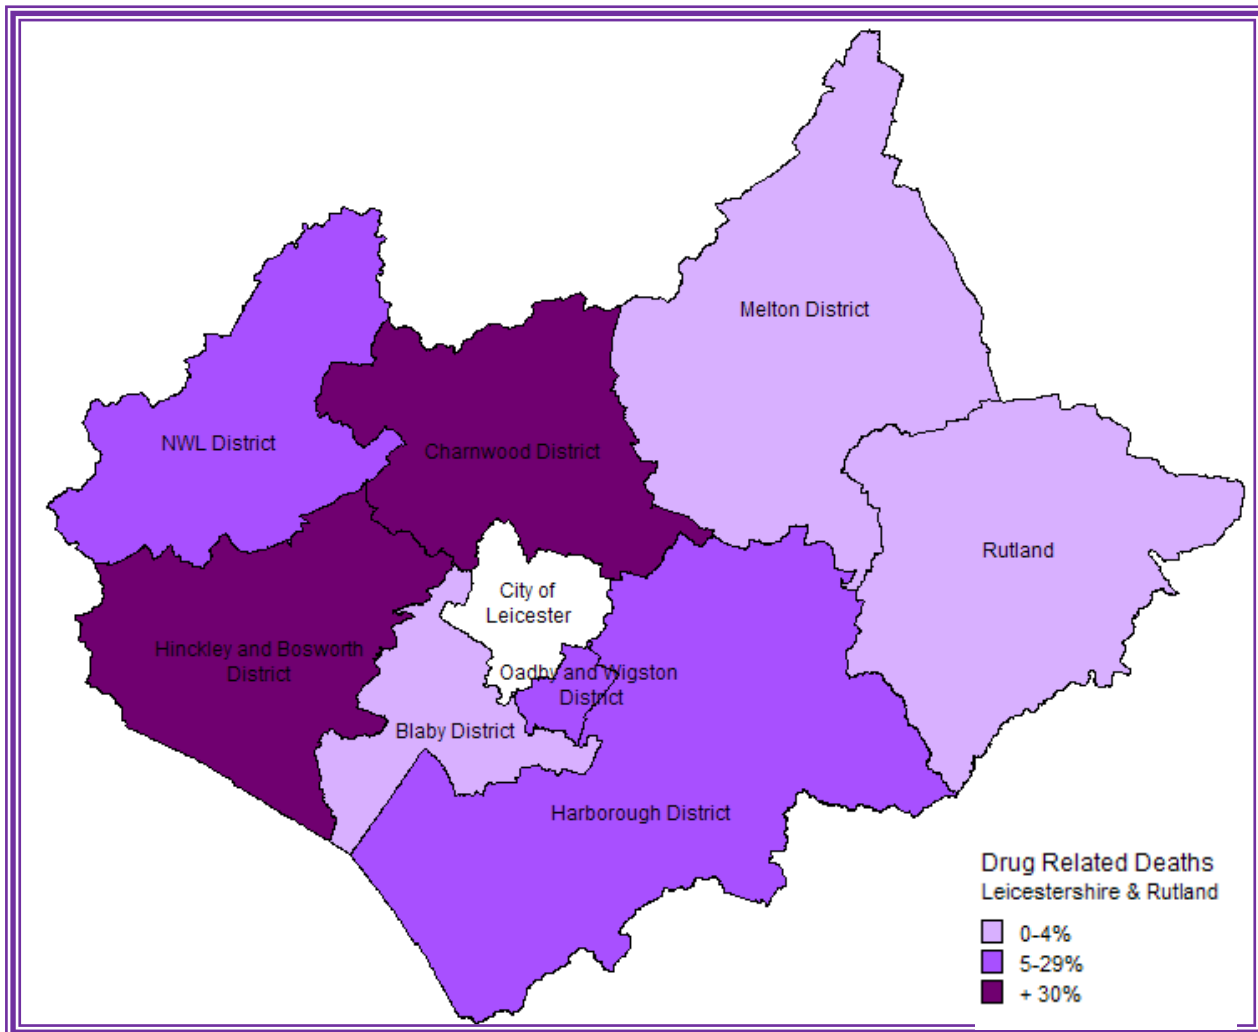 Melton District
NWL District
Charnwood District
Rutland
City of
Leicester
Hinckley and Bosworth
District
Oadby and Wigston
District
Blaby District
Harborough District
Drug Related Deaths
Leicestershire & Rutland
0-4%
5-29%
+ 30%